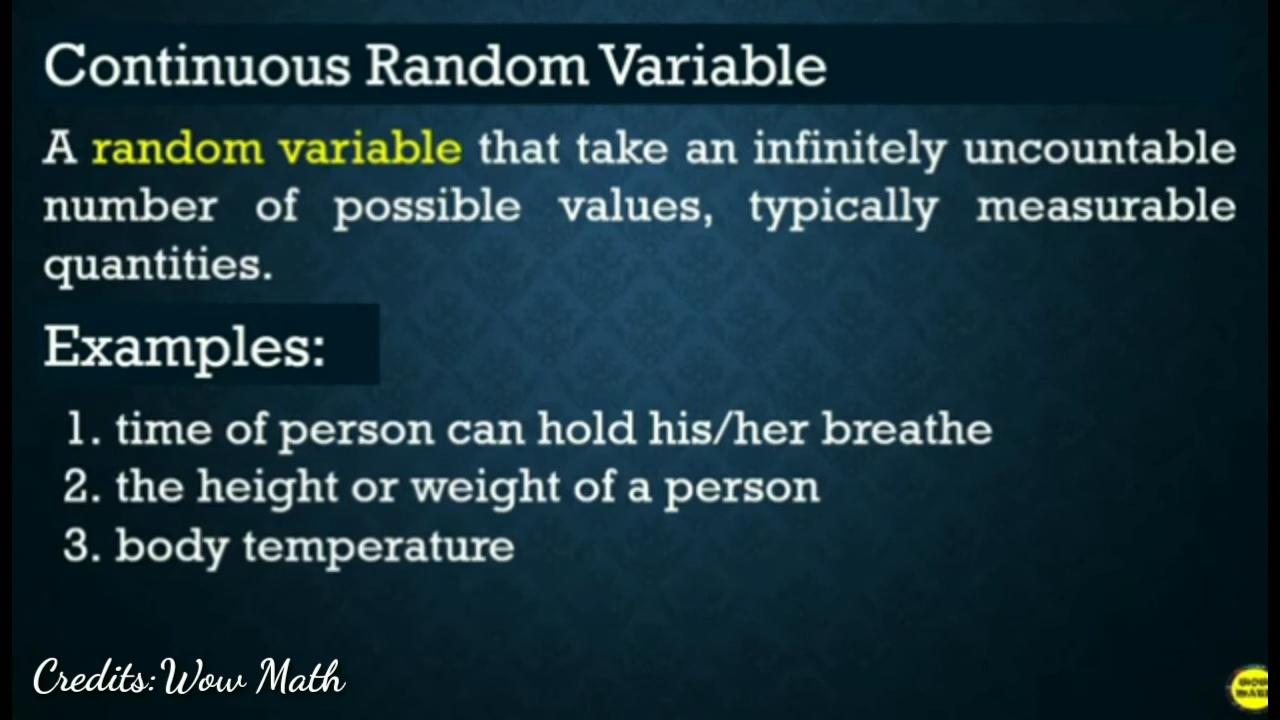 Continuous Random Variable
A random variable that take an infinitely uncountable
number of possible values, typically measurable
quantities.
Examples:
1. time of person can hold his/her breathe
2. the height or weight of a person
3. body temperature
Credits: Wow Math